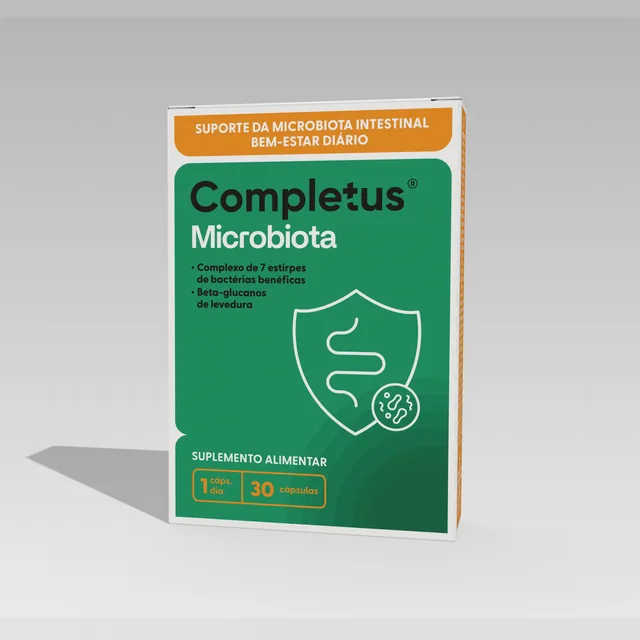 SUPORTE DA MICROBIOTA INTESTINAL
BEM-ESTAR DIÁRIO
Completus®
Microbiota
• Complexo de 7 estirpes
de bactérias benéficas
• Beta-glucanos
de levedura
SUPLEMENTO ALIMENTAR
1 cáps.
dia
30 cápsulas